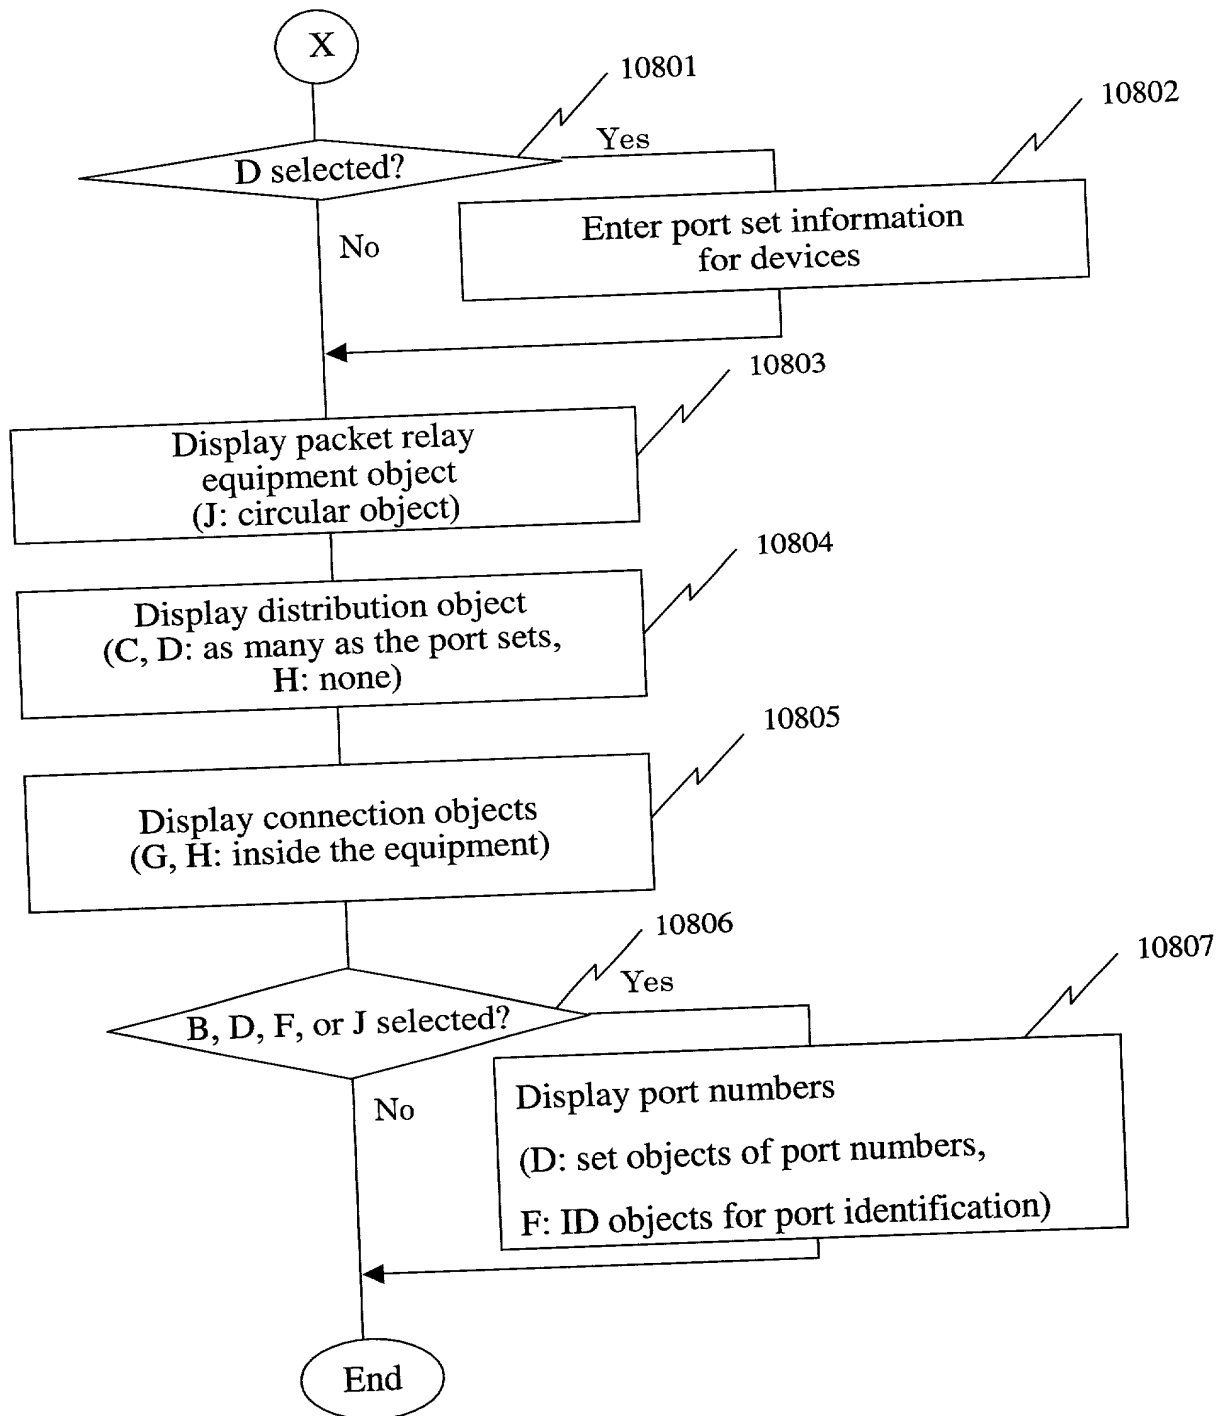 X
10801
10802
D selected?
Yes
No
Enter port set information
for devices
10803
Display packet relay
equipment object
(J: circular object)
10804
Display distribution object
(C, D: as many as the port sets,
H: none)
10805
Display connection objects
(G, H: inside the equipment)
10806
10807
B, D, F, or J selected?
Yes
No
Display port numbers
(D: set objects of port numbers,
F: ID objects for port identification)
End